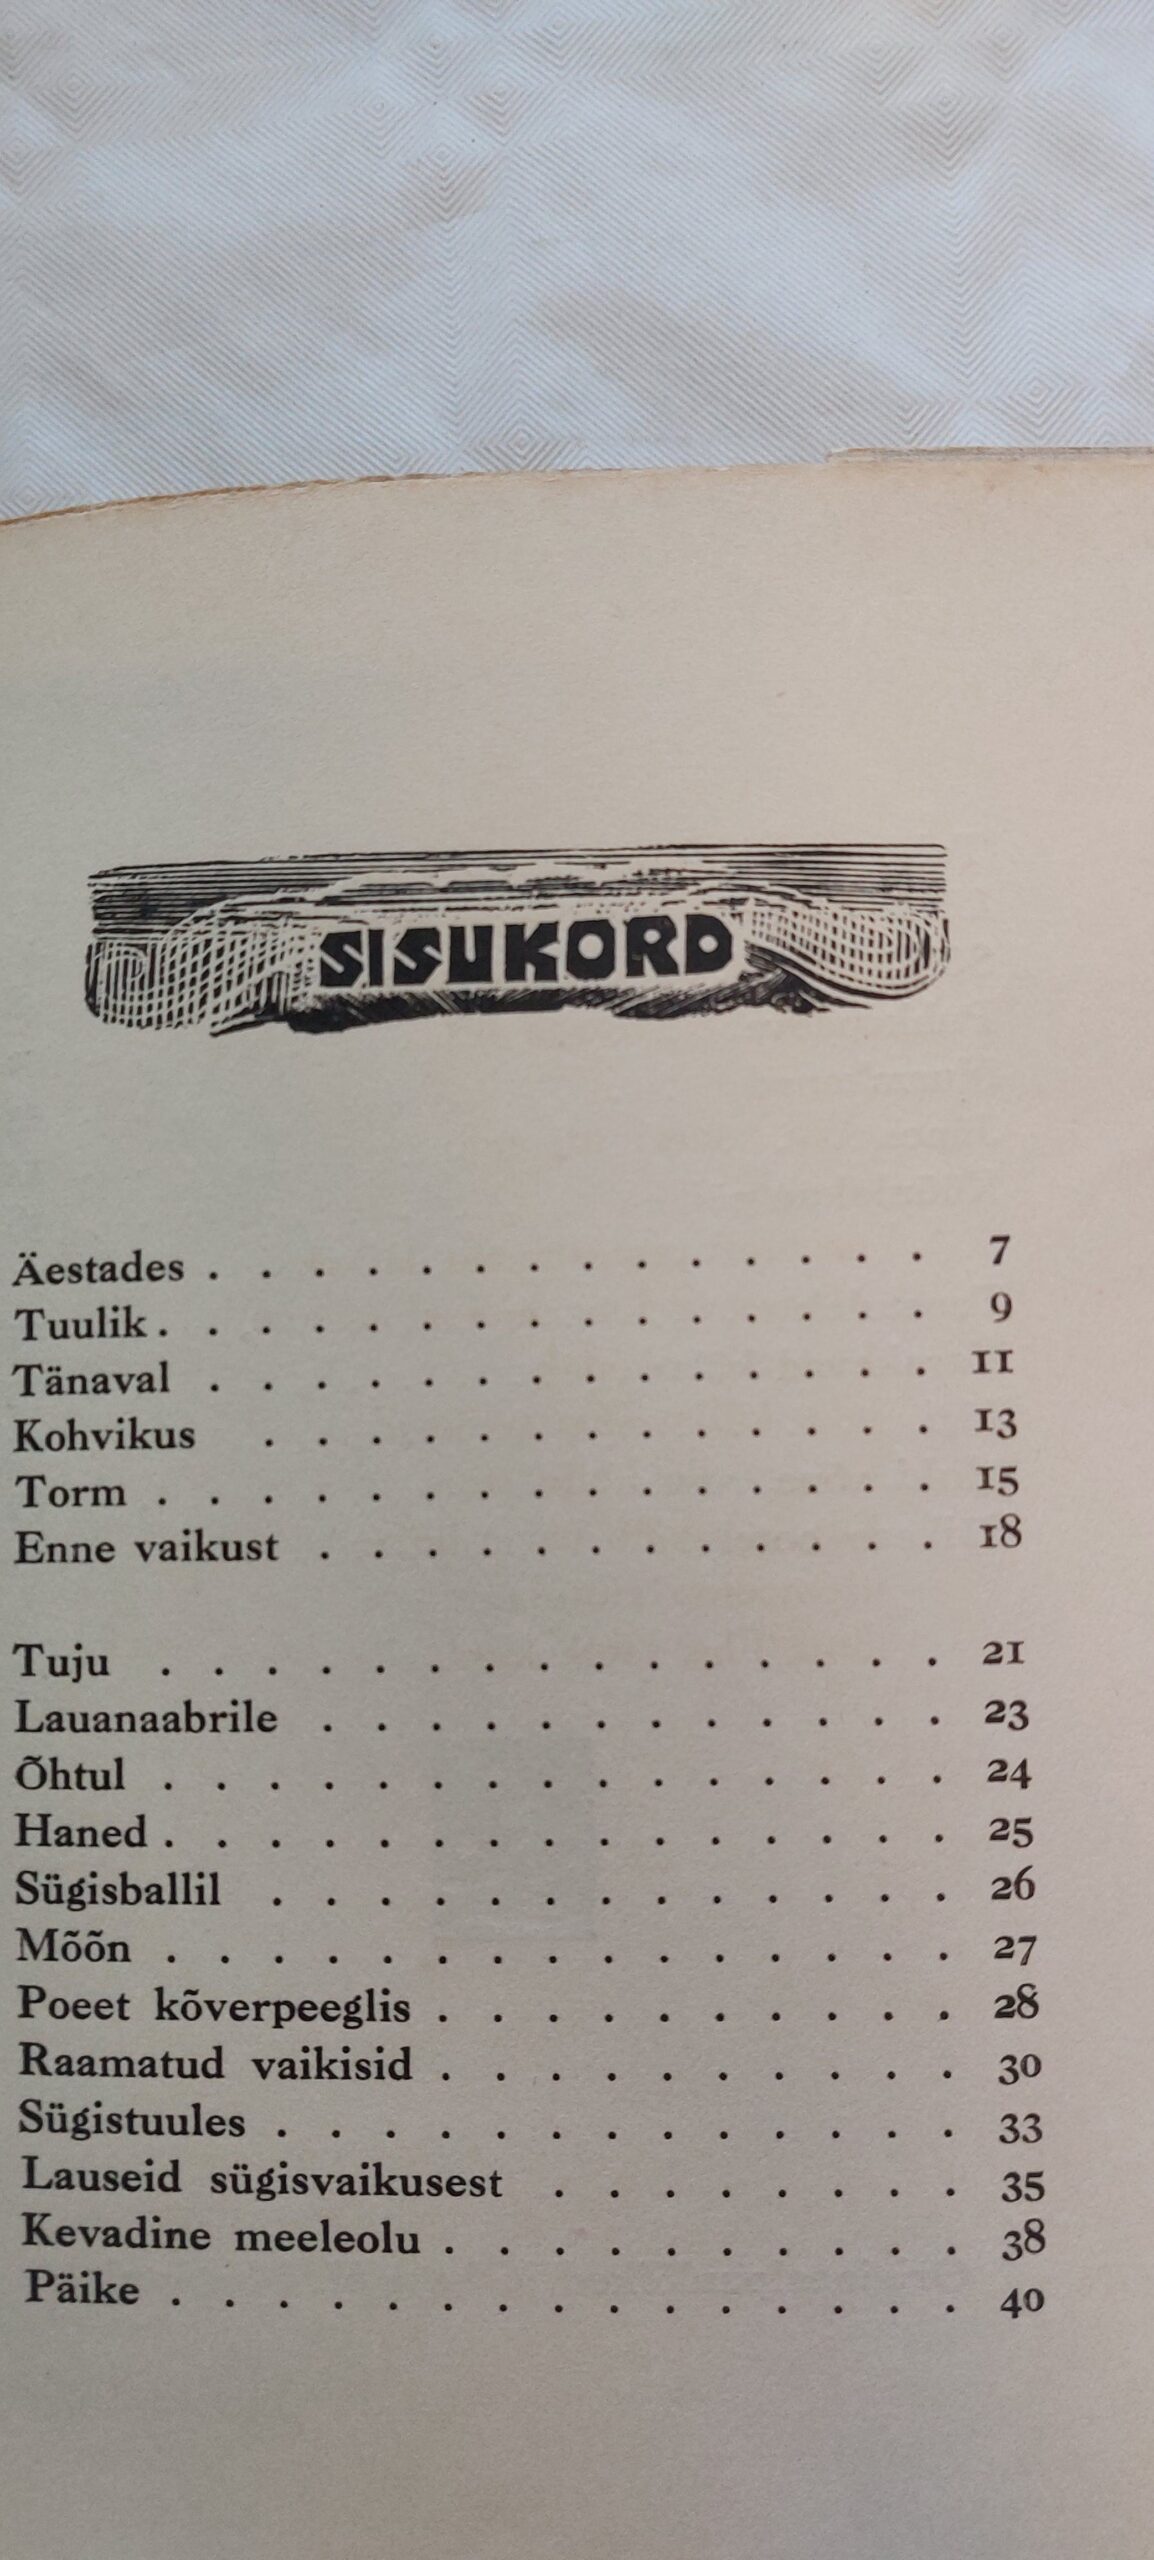 SISUKORD
Äestades . . . . . . . . . . . . . . 7
Tuulik . . . . . . . . . . . . . . . 9
Tänaval . . . . . . . . . . . . . . 11
Kohvikus . . . . . . . . . . . . . 13
Torm . . . . . . . . . . . . . . . 15
Enne vaikust . . . . . . . . . . . . 18
Tuju . . . . . . . . . . . . . . . 21
Lauanaabrile . . . . . . . . . . . . 23
Õhtul . . . . . . . . . . . . . . . 24
Haned . . . . . . . . . . . . . . . 25
Sügisballil . . . . . . . . . . . . . 26
Mõõn . . . . . . . . . . . . . . . 27
Poeet kõverpeeglis . . . . . . . . . . 28
Raamatud vaikisid . . . . . . . . . . 30
Sügistuules . . . . . . . . . . . . . 33
Lauseid sügisvaikusest . . . . . . . . 35
Kevadine meeleolu . . . . . . . . . . 38
Päike . . . . . . . . . . . . . . . 40